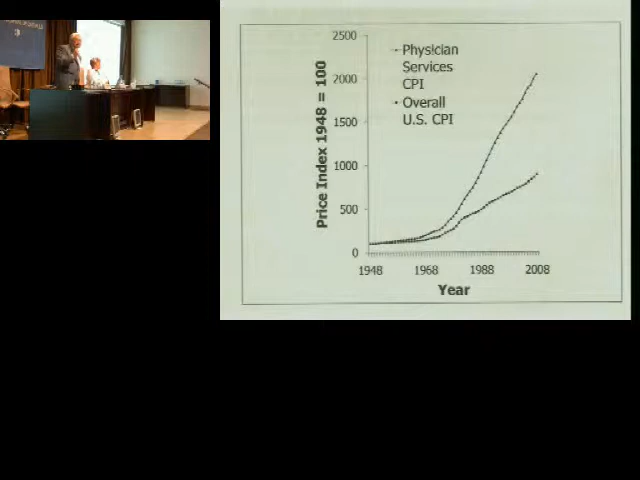 3
Price Index 1948 = 100
2500
2000
1500
1000
500
0
Physician
Services
CPI
Overall
U.S. CPI
1948
1968
1988
2008
Year